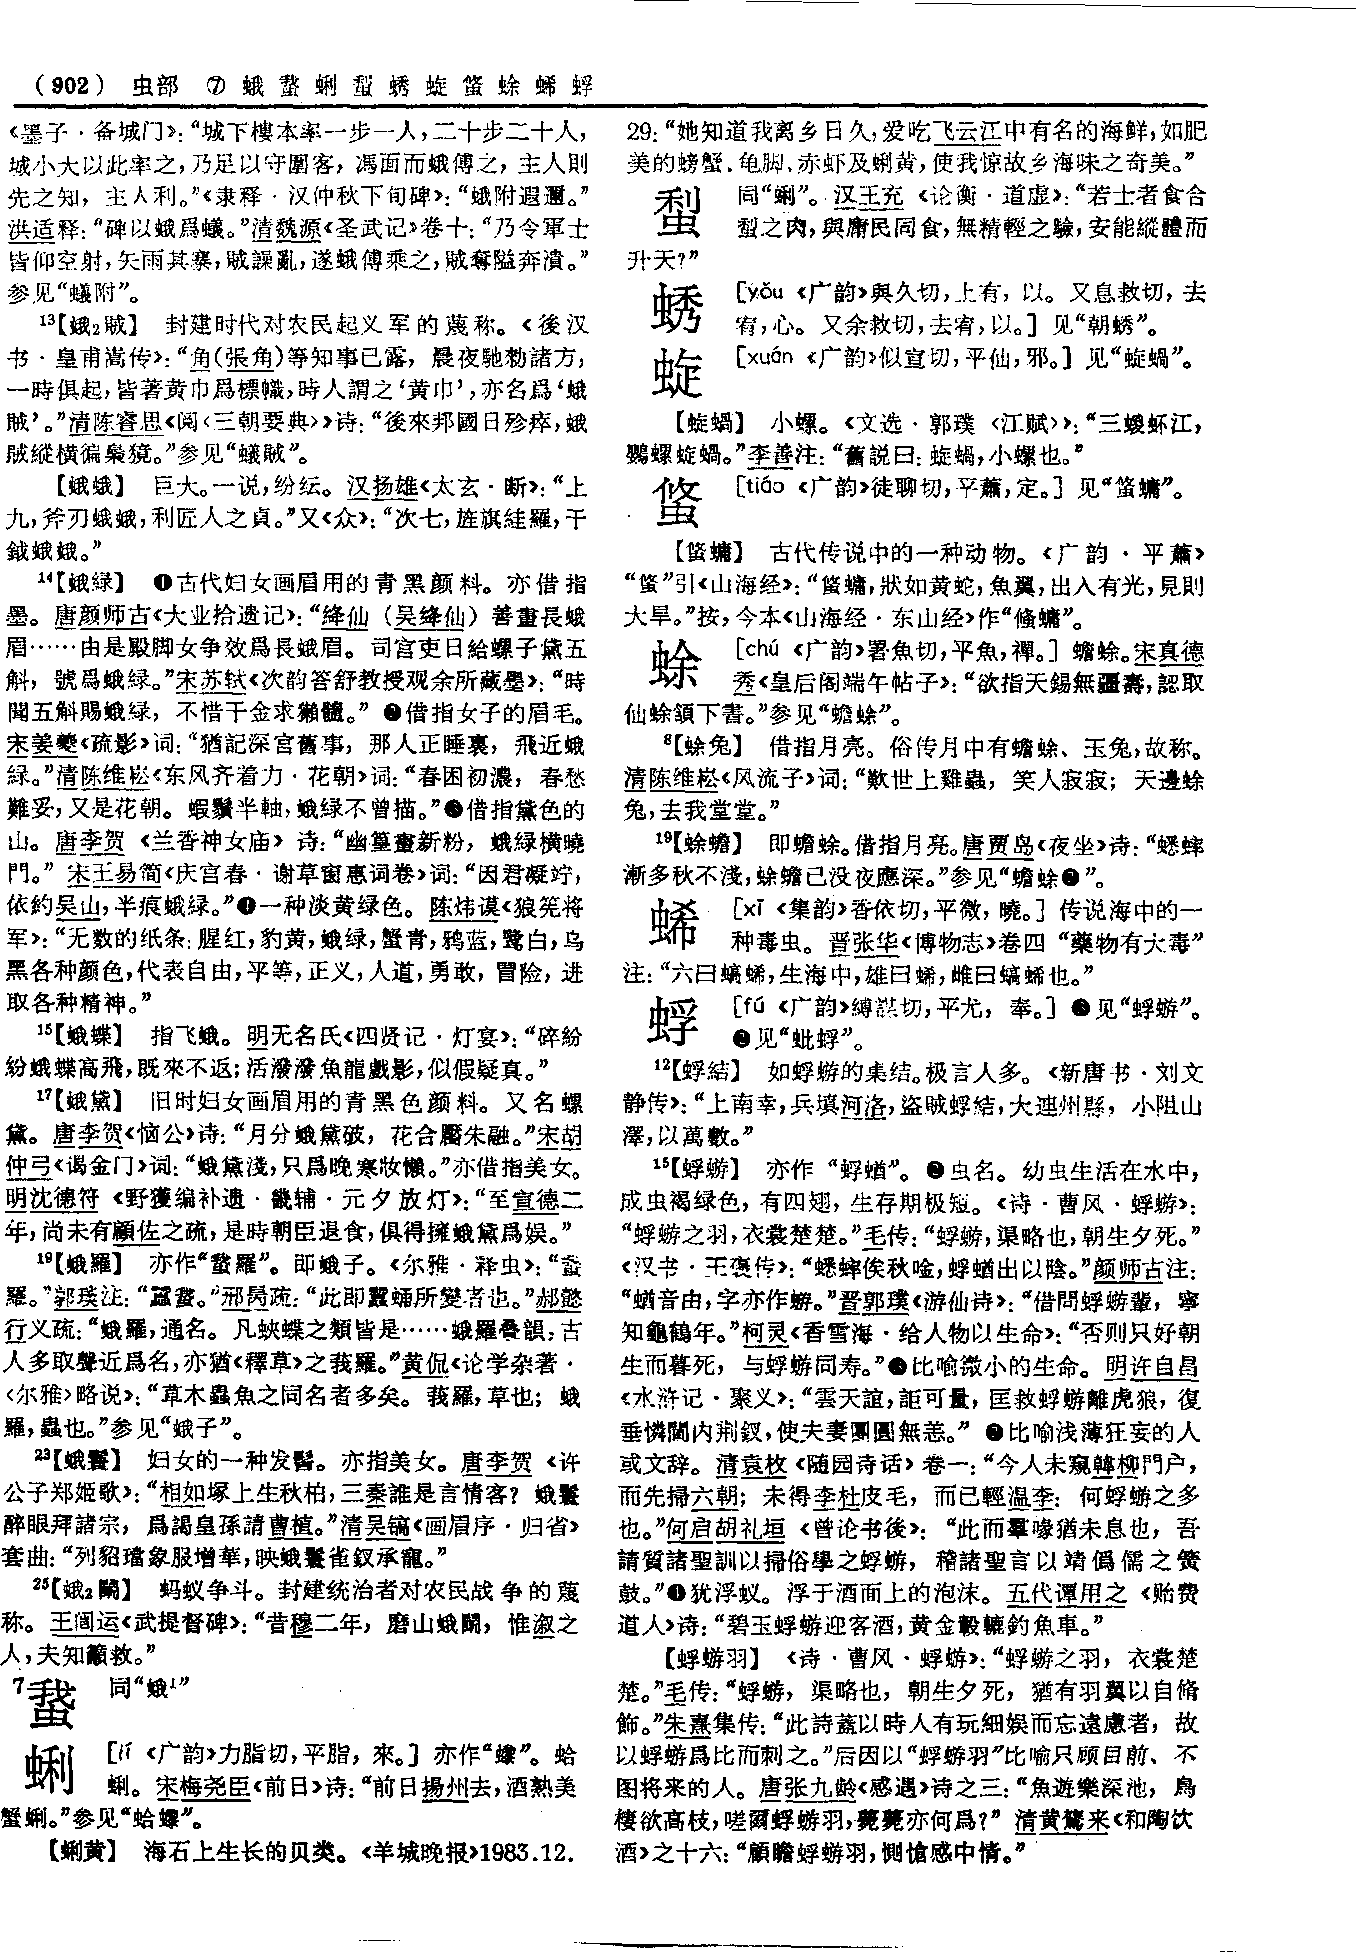 （902） 虫部 ⑦ 蛾 蝥 蜊 蜇 蜏 蜁 蛍 蜍 蜥 蜉
《墨子·备城门》：“城下樓本率一步一人，二十步二十人，
城小大以此率之，乃足以守圍客，馮面而蛾傅之，主人則
先之知，主人利。”《隶释·汉仲秋下旬碑》：“蛾附遐邇。”
洪适释：“碑以蛾爲蟻。”清魏源《圣武记》卷十：“乃令軍士
皆仰空射，矢雨其寨，贼譟亂，遂蛾傅乘之，贼奪隘奔潰。”
参见“蟻附”。
13【蛾₂贼】 封建时代对农民起义军的蔑称。《後汉
书·皇甫嵩传》：“角（張角）等知事已露，晨夜馳勑諸方，
一時俱起，皆著黄巾爲標幟，時人謂之‘黄巾’，亦名爲‘蛾
贼’。”清陈睿思《阅〈三朝要典〉》诗：“後來邦國日殄瘁，蛾
贼縱横徧梟獍。”参见“蟻贼”。
【蛾蛾】 巨大。一说，纷纭。汉扬雄《太玄·断》：“上
九，斧刃蛾蛾，利匠人之貞。”又《众》：“次七，旌旗絓羅，干
鉞蛾蛾。”
14【蛾緑】 ❶古代妇女画眉用的青黑颜料。亦借指
墨。唐颜师古《大业拾遗记》：“绛仙（吴绛仙）善畫長蛾
眉……由是殿脚女争效爲長蛾眉。司宫吏日給螺子黛五
斛，號爲蛾緑。”宋苏轼《次韵答舒教授观余所藏墨》：“時
聞五斛賜蛾緑，不惜千金求獺髓。”❷借指女子的眉毛。
宋姜夔《疏影》词：“猶記深宫舊事，那人正睡裏，飛近蛾
緑。”清陈维崧《东风齐着力·花朝》词：“春困初濃，春愁
難妥，又是花朝。蝦鬚半軸，蛾緑不曾描。”❸借指黛色的
山。唐李贺《兰香神女庙》诗：“幽篁畫新粉，蛾緑横曉
門。”宋王易简《庆宫春·谢草窗惠词卷》词：“因君凝竚，
依約吴山，半痕蛾緑。”❹一种淡黄绿色。陈炜谟《狼筅将
军》：“无数的纸条：腥红，豹黄，蛾绿，蟹青，鸦蓝，鹭白，乌
黑各种颜色，代表自由，平等，正义，人道，勇敢，冒险，进
取各种精神。”
15【蛾蝶】 指飞蛾。明无名氏《四贤记·灯宴》：“碎紛
紛蛾蝶高飛，既來不返；活潑潑魚龍戲影，似假疑真。”
17【蛾黛】 旧时妇女画眉用的青黑色颜料。又名螺
黛。唐李贺《恼公》诗：“月分蛾黛破，花合靨朱融。”宋胡
仲弓《谒金门》词：“蛾黛淺，只爲晚寒妝懶。”亦借指美女。
明沈德符《野獲编补遗·畿辅·元夕放灯》：“至宣德二
年，尚未有顧佐之疏，是時朝臣退食，俱得擁蛾黛爲娱。”
19【蛾羅】 亦作“蝥羅”。即蛾子。《尔雅·释虫》：“蝥
羅。”郭璞注：“蠶蝥。”邢昺疏：“此即蠶蛹所變者也。”郝懿
行义疏：“蛾羅，通名。凡蛺蝶之類皆是……蛾羅叠韻；古
人多取聲近爲名，亦猶《釋草》之莪羅。”黄侃《论学杂著·
〈尔雅〉略说》：“草木蟲魚之同名者多矣。莪羅，草也；蛾
羅，蟲也。”参见“蛾子”。
23【蛾鬟】 妇女的一种发髻。亦指美女。唐李贺《许
公子郑姬歌》：“相如塚上生秋柏，三秦誰是言情客？蛾鬟
醉眼拜諸宗，爲謁皇孫請曹植。”清吴镐《画眉序·归省》
套曲：“列貂璫象服增華，映蛾鬟雀釵承寵。”
25【蛾₂鬭】 蚂蚁争斗。封建统治者对农民战争的蔑
称。王闿运《武提督碑》：“昔穆二年，磨山蛾鬭，惟溆之
人，夫知籲救。”
7 同“蛾¹”
蜊 [lí 《广韵》力脂切，平脂，來。] 亦作“蟍”。蛤
蜊。宋梅尧臣《前日》诗：“前日揚州去，酒熟美
蟹蜊。”参见“蛤蟍”。
【蜊黄】 海石上生长的贝类。《羊城晚报》1983.12.
29：“她知道我离乡日久，爱吃飞云江中有名的海鲜，如肥
美的螃蟹、龟脚、赤虾及蜊黄，使我惊故乡海味之奇美。”
同“蜊”。汉王充《论衡·道虚》：“若士者食合
之肉，與庸民同食，無精輕之驗，安能縱體而
升天？”
蜏 [yǒu 《广韵》與久切，上有，以。又息救切，去
宥，心。又余救切，去宥，以。] 见“朝蜏”。
蜁 [xuán 《广韵》似宣切，平仙，邪。] 见“蜁蝸”。
【蜁蝸】 小螺。《文选·郭璞〈江赋〉》：“三蝬虾江，
鹦螺蜁蝸。”李善注：“舊説曰：蜁蝸，小螺也。”
[tiáo 《广韵》徒聊切，平蕭，定。] 见“䖺𧑤”。
古代传说中的一种动物。《广韵·平蕭》
引《山海经》：狀如黄蛇，魚翼，出入有光，見則
大旱。”按，今本《山海经·东山经》作“偹𧑤”。
蜍 [chú 《广韵》署魚切，平魚，禪。] 蟾蜍。宋真德
秀《皇后阁端午帖子》：“欲指天錫無疆壽，認取
仙蜍頷下書。”参见“蟾蜍”。
8【蜍兔】 借指月亮。俗传月中有蟾蜍、玉兔，故称。
清陈维崧《风流子》词：“歎世上雞蟲，笑人寂寂；天邊蜍
兔，去我堂堂。”
19【蜍蟾】 即蟾蜍。借指月亮。唐贾岛《夜坐》诗：“蟋蟀
漸多秋不淺，蜍蟾已没夜應深。”参见“蟾蜍❷”。
[xī 《集韵》香依切，平微，曉。] 传说海中的一
种毒虫。晋张华《博物志》卷四“藥物有大毒”
注：“六曰螭䖷，生海中，雄曰䖷，雌曰螭䖷也。”
蜉 [fú 《广韵》縛謀切，平尤，奉。] ❶见“蜉蝣”。
❷见“蚍蜉”。
12【蜉結】 如蜉蝣的集结。极言人多。《新唐书·刘文
静传》：“上南幸，兵填河洛，盗贼蜉結，大連州縣，小阻山
澤，以萬數。”
15【蜉蝣】 亦作“蜉蝤”。❶虫名。幼虫生活在水中，
成虫褐绿色，有四翅，生存期极短。《诗·曹风·蜉蝣》：
“蜉蝣之羽，衣裳楚楚。”毛传：“蜉蝣，渠略也，朝生夕死。”
《汉书·王褒传》：“蟋蟀俟秋唫，蜉蝤出以陰。”颜师古注：
“蝤音由，字亦作蝣。”晋郭璞《游仙诗》：“借問蜉蝣輩，寧
知龜鶴年。”柯灵《香雪海·给人物以生命》：“否则只好朝
生而暮死，与蜉蝣同寿。”❷比喻微小的生命。明许自昌
《水浒记·聚义》：“雲天誼，詎可量，匡救蜉蝣離虎狼，復
垂憐閫内荆釵，使夫妻團圓無恙。”❸比喻浅薄狂妄的人
或文辞。清袁枚《随园诗话》卷一：“今人未窺韓柳門户，
而先掃六朝；未得李杜皮毛，而已輕温李：何蜉蝣之多
也。”何启胡礼垣《曾论书後》：“此而羣喙猶未息也，吾
請質諸聖訓以掃俗學之蜉蝣，稽諸聖言以靖僞儒之簧
鼓。”❹犹浮蚁。浮于酒面上的泡沫。五代谭用之《贻费
道人》诗：“碧玉蜉蝣迎客酒，黄金轂轆釣魚車。”
【蜉蝣羽】 《诗·曹风·蜉蝣》：“蜉蝣之羽，衣裳楚
楚。”毛传：“蜉蝣，渠略也，朝生夕死，猶有羽翼以自脩
飾。”朱熹集传：“此詩蓋以時人有玩細娱而忘遠慮者，故
以蜉蝣爲比而刺之。”后因以“蜉蝣羽”比喻只顾目前、不
图将来的人。唐张九龄《感遇》诗之三：“魚遊樂深池，鳥
棲欲高枝，嗟爾蜉蝣羽，薨薨亦何爲？”清黄鷟来《和陶饮
酒》之十六：“顧瞻蜉蝣羽，惻愴感中情。”